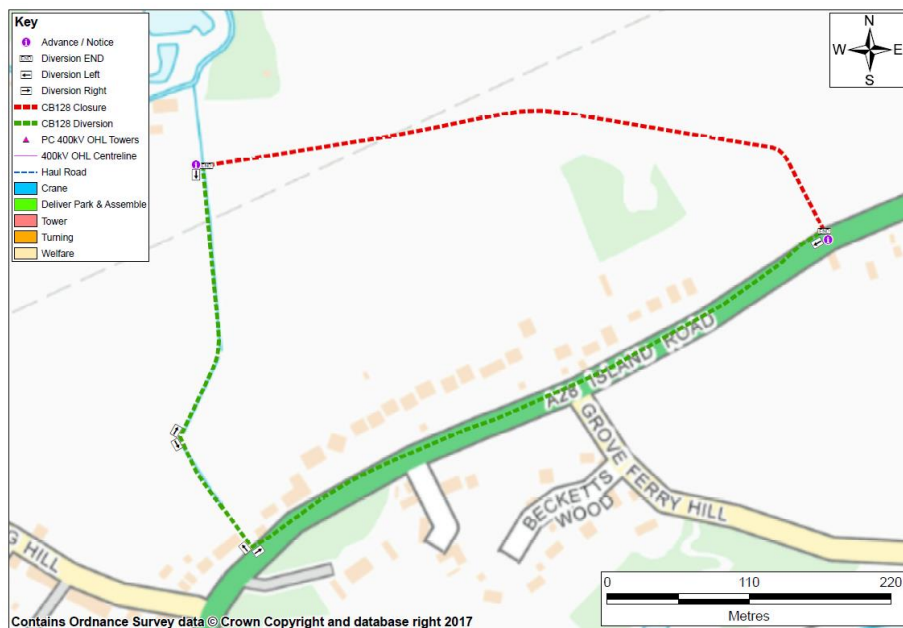 Key
Advance / Notice
Diversion END
Diversion Left
Diversion Right
CB128 Closure
CB128 Diversion
PC 400kV OHL Towers
400kV OHL Centreline
Haul Road
Crane
Deliver Park & Assemble
Tower
Turning
Welfare
N
W E
S
END
END
A28 ISLAND ROAD
GROVE FERRY HILL
BECKETTS
WOOD
G HILL
0 110 220
Metres
Contains Ordnance Survey data © Crown Copyright and database right 2017